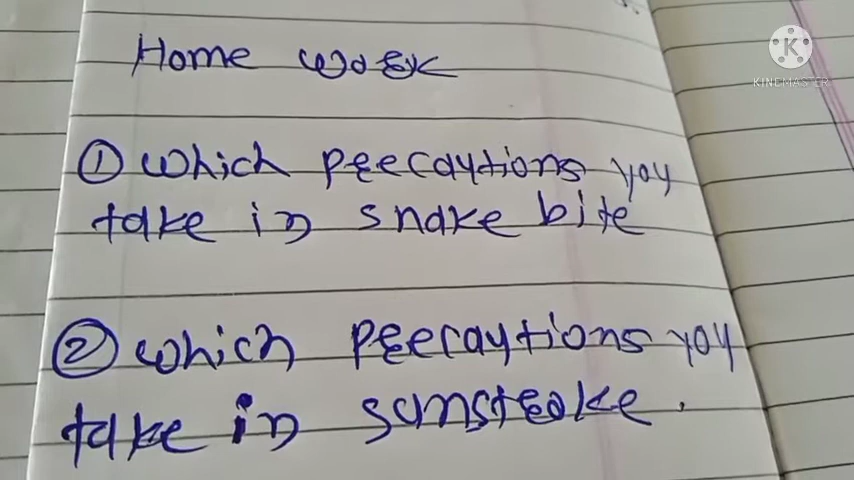 Home work
K
KINEMASTER
① which precautions you
take in snake bite
② which precautions you
take in sunstroke.